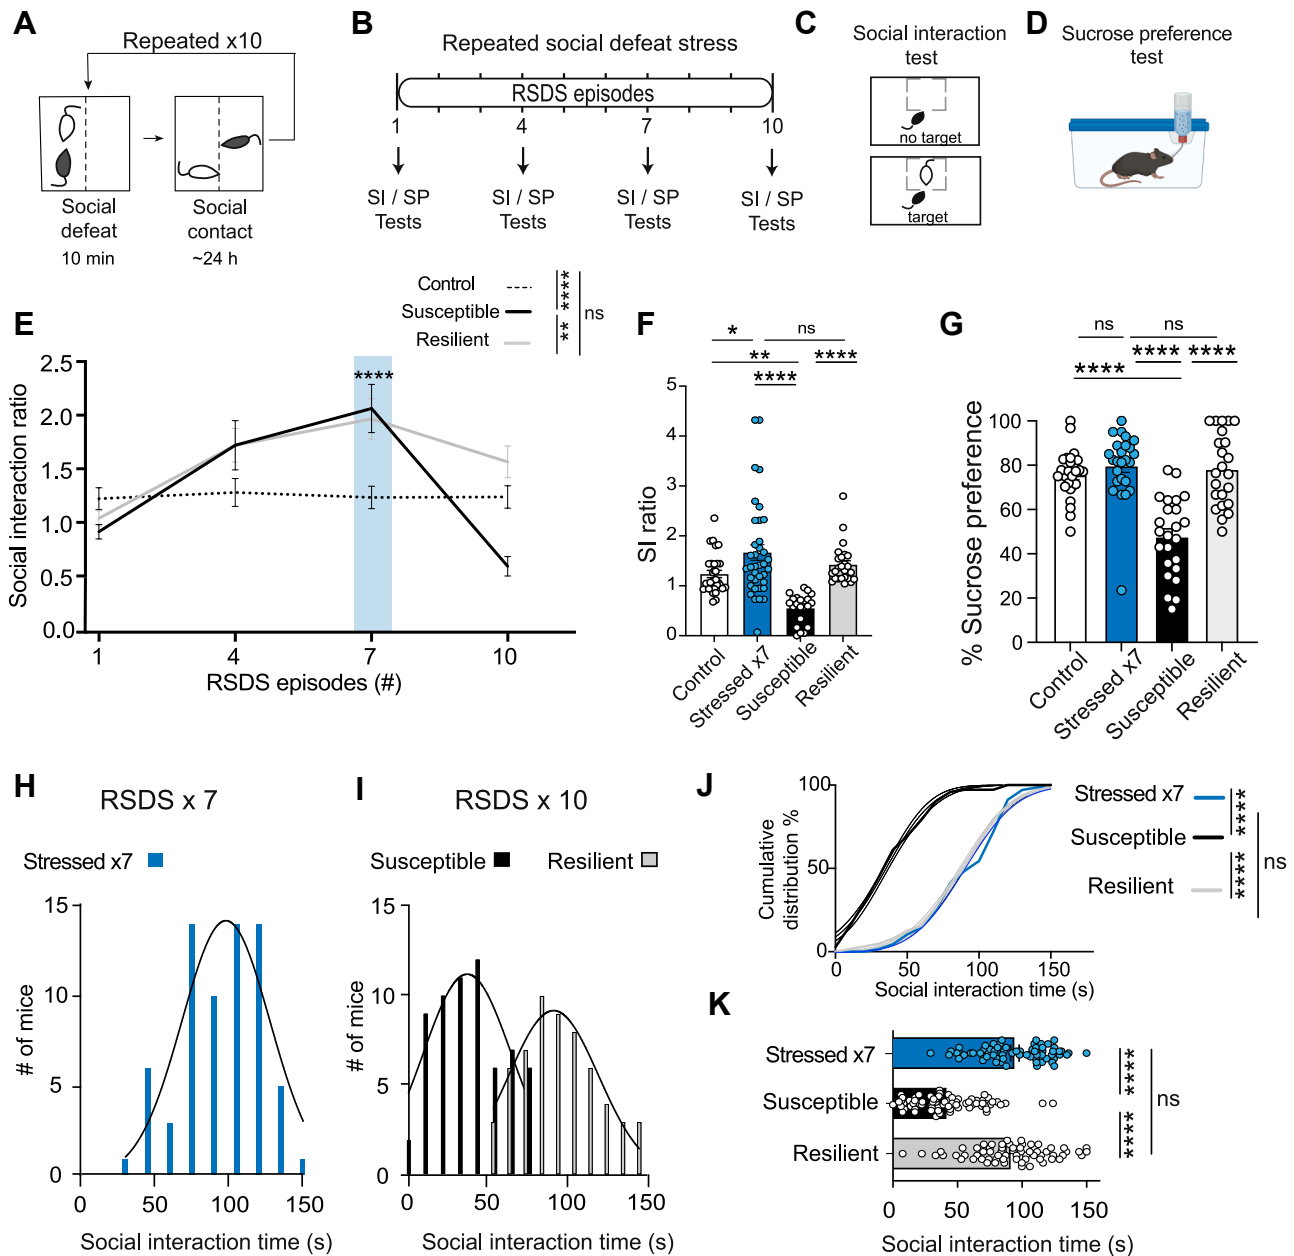 A
Repeated x10
Social
defeat
10 min
Social
contact
~24 h
B
Repeated social defeat stress
RSDS episodes
1 4 7 10
SI / SP
Tests
SI / SP
Tests
SI / SP
Tests
SI / SP
Tests
C
Social interaction
test
no target
target
D
Sucrose preference
test
E
Control
Susceptible
Resilient
****
**
ns
****
Social interaction ratio
2.5
2.0
1.5
1.0
0.5
0.0
1 4 7 10
RSDS episodes (#)
F
* ns
** ****
****
SI ratio
5
4
3
2
1
0
Control
Stressed x7
Susceptible
Resilient
G
ns ns
**** ****
****
% Sucrose preference
100
80
60
40
20
0
Control
Stressed x7
Susceptible
Resilient
H
RSDS x 7
Stressed x7
# of mice
15
10
5
0
0 50 100 150
Social interaction time (s)
I
RSDS x 10
Susceptible Resilient
# of mice
15
10
5
0
0 50 100 150
Social interaction time (s)
J
Cumulative
distribution %
100
50
0
0 50 100 150
Social interaction time (s)
Stressed x7
Susceptible
Resilient
****
****
ns
K
Stressed x7
Susceptible
Resilient
****
****
ns
0 50 100 150
Social interaction time (s)